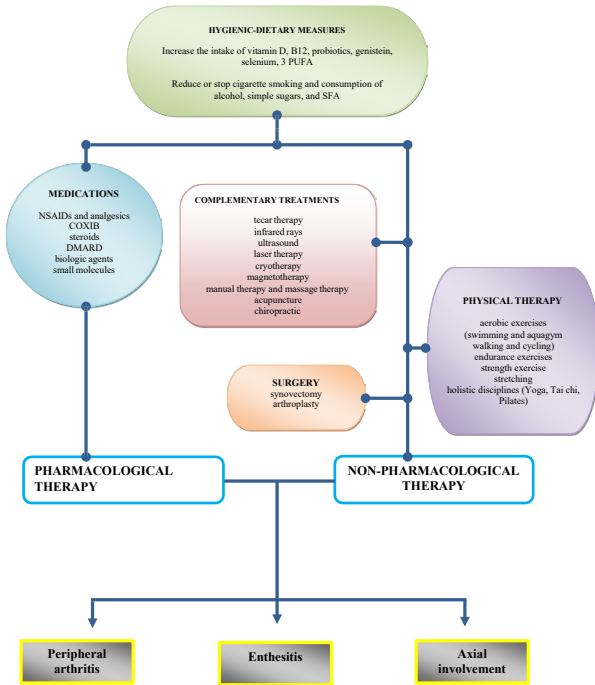 HYGIENIC-DIETARY MEASURES
Increase the intake of vitamin D, B12, probiotics, genistein,
selenium, 3 PUFA
Reduce or stop cigarette smoking and consumption of
alcohol, simple sugars, and SFA
MEDICATIONS
NSAIDs and analgesics
COXIB
steroids
DMARD
biologic agents
small molecules
COMPLEMENTARY TREATMENTS
tecar therapy
infrared rays
ultrasound
laser therapy
cryotherapy
magnetotherapy
manual therapy and massage therapy
acupuncture
chiropractic
PHYSICAL THERAPY
aerobic exercises
(swimming and aquagym
walking and cycling)
endurance exercises
strength exercise
stretching
holistic disciplines (Yoga, Tai chi,
Pilates)
SURGERY
synovectomy
arthroplasty
PHARMACOLOGICAL
THERAPY
NON-PHARMACOLOGICAL
THERAPY
Peripheral
arthritis
Enthesitis
Axial
involvement